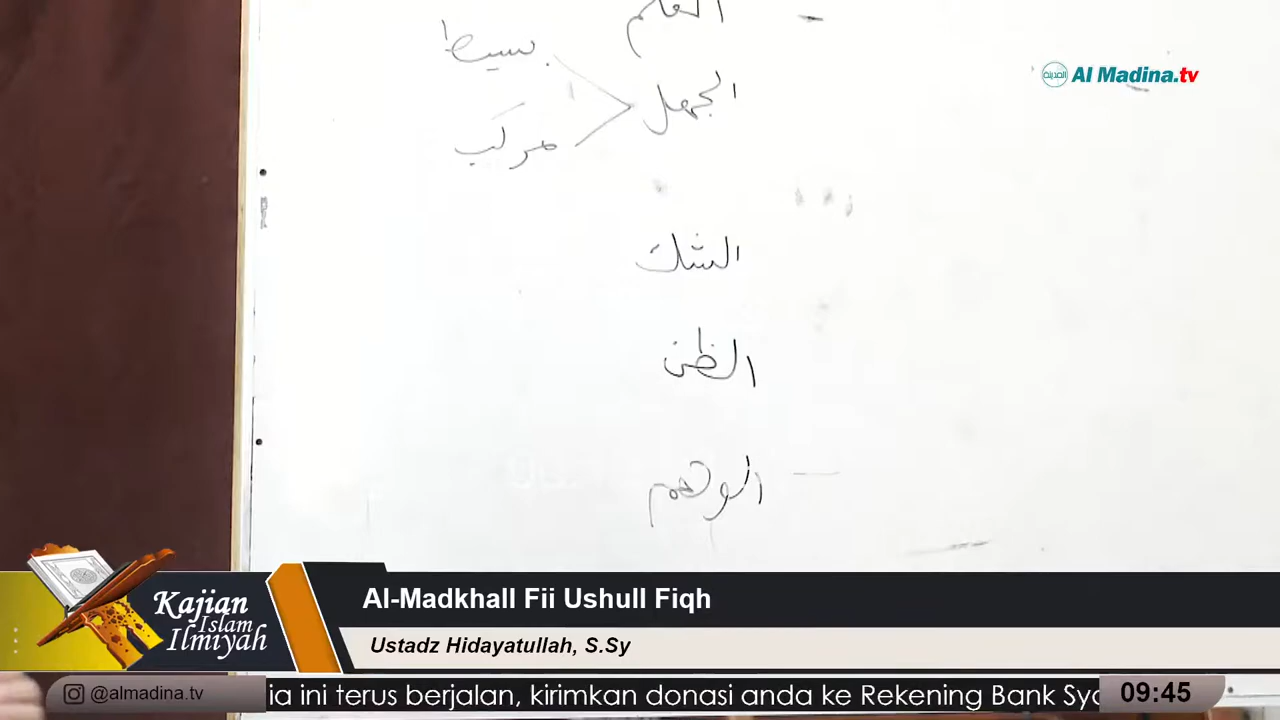 العلم
بسيط
الجهل
مركب
الشك
الظن
الوهم
Al Madina.tv
Kajian
Islam
Ilmiyah
Al-Madkhall Fii Ushull Fiqh
Ustadz Hidayatullah, S.Sy
@almadina.tv
ia ini terus berjalan, kirimkan donasi anda ke Rekening Bank Sya
09:45